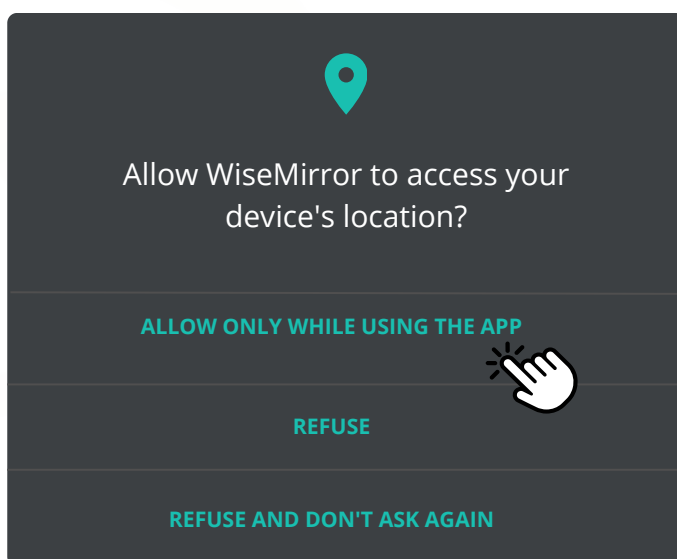 Allow WiseMirror to access your
device's location?
ALLOW ONLY WHILE USING THE APP
REFUSE
REFUSE AND DON'T ASK AGAIN